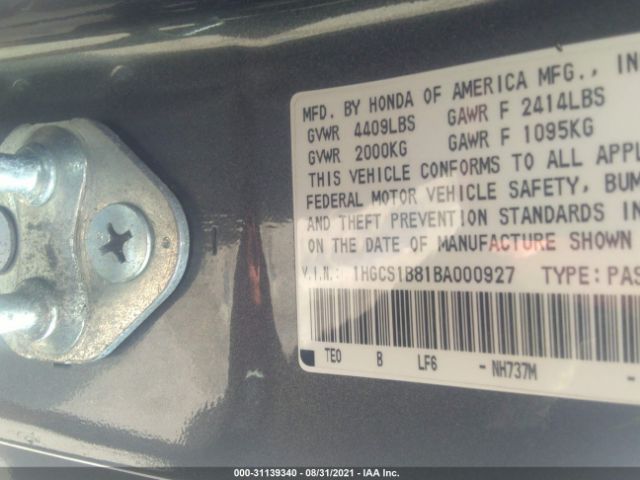 MFD. BY HONDA OF AMERICA MFG., IN
GVWR 4409LBS GAWR F 2414LBS
GVWR 2000KG GAWR F 1095KG
THIS VEHICLE CONFORMS TO ALL APPL
FEDERAL MOTOR VEHICLE SAFETY, BUM
AND THEFT PREVENTION STANDARDS IN
ON THE DATE OF MANUFACTURE SHOWN
V.I.N.: 1HGCS1B81BA000927 TYPE:PAS
TE0 B LF6 - NH737M -
000-31139340 - 08/31/2021 - IAA Inc.